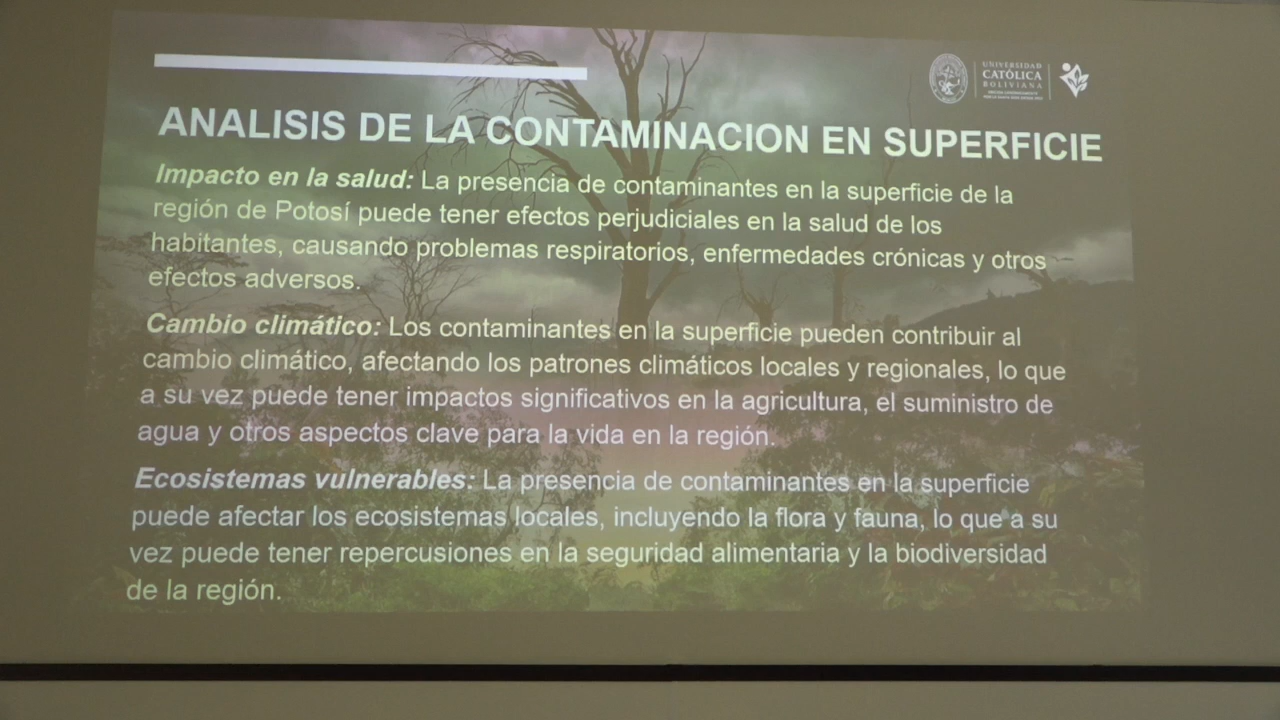 UNIVERSIDAD
CATÓLICA
BOLIVIANA
ANALISIS DE LA CONTAMINACION EN SUPERFICIE
Impacto en la salud: La presencia de contaminantes en la superficie de la
región de Potosí puede tener efectos perjudiciales en la salud de los
habitantes, causando problemas respiratorios, enfermedades crónicas y otros
efectos adversos.
Cambio climático: Los contaminantes en la superficie pueden contribuir al
cambio climático, afectando los patrones climáticos locales y regionales, lo que
a su vez puede tener impactos significativos en la agricultura, el suministro de
agua y otros aspectos clave para la vida en la región.
Ecosistemas vulnerables: La presencia de contaminantes en la superficie
puede afectar los ecosistemas locales, incluyendo la flora y fauna, lo que a su
vez puede tener repercusiones en la seguridad alimentaria y la biodiversidad
de la región.